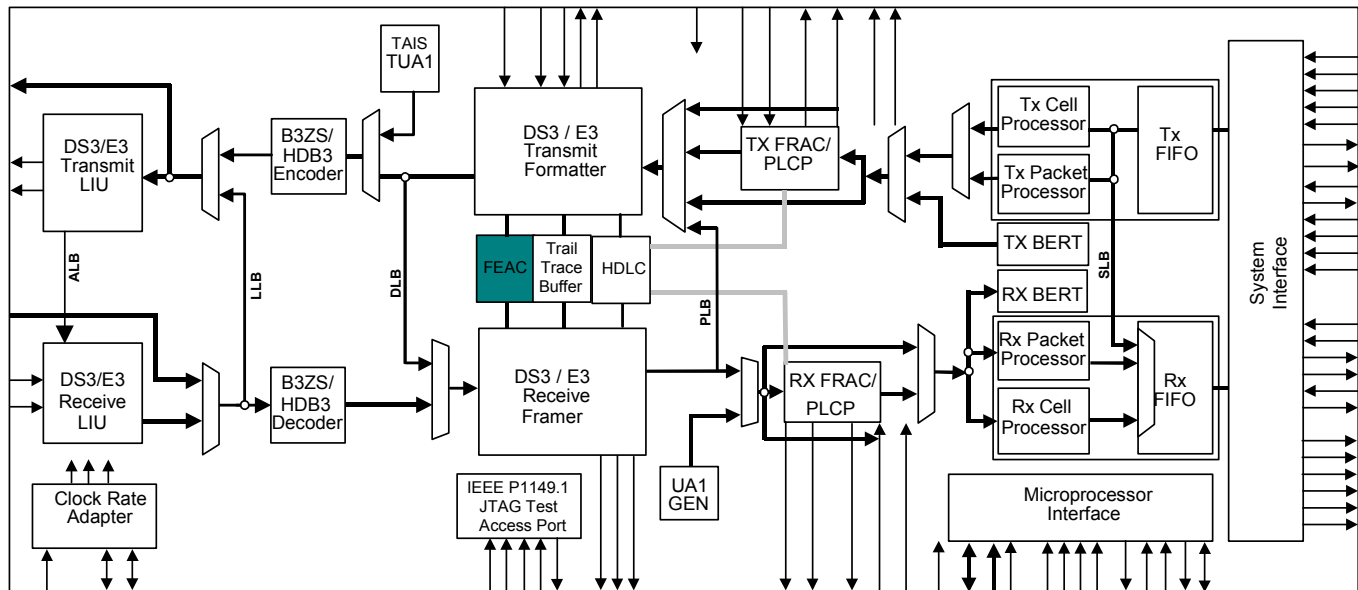 TAIS
TUA1
DS3/E3
Transmit
LIU
B3ZS/
HDB3
Encoder
DS3 / E3
Transmit
Formatter
TX FRAC/
PLCP
Tx Cell
Processor
Tx Packet
Processor
Tx
FIFO
TX BERT
RX BERT
System
Interface
ALB
LLB
DLB
PLB
SLB
FEAC
Trail
Trace
Buffer
HDLC
DS3/E3
Receive
LIU
B3ZS/
HDB3
Decoder
DS3 / E3
Receive
Framer
RX FRAC/
PLCP
Rx Packet
Processor
Rx Cell
Processor
Rx
FIFO
UA1
GEN
Clock Rate
Adapter
IEEE P1149.1
JTAG Test
Access Port
Microprocessor
Interface